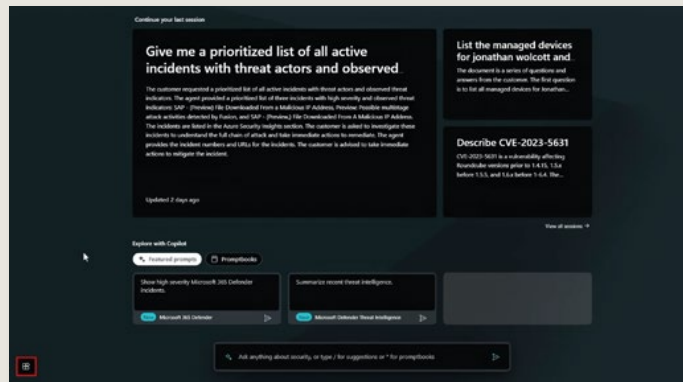 Continue your last session
Give me a prioritized list of all active
incidents with threat actors and observed
The customer requested a prioritized list of all active incidents with threat actors and observed threat
indicators. The agent provided a prioritized list of three incidents with high severity and observed threat
indicators: SAP - (Preview) File Downloaded From a Malicious IP Address, Preview: Possible multistage
attack activities detected by Fusion, and SAP - (Preview) File Downloaded From A Malicious IP Address.
The incidents are listed in the Azure Security Insights section. The customer is asked to investigate these
incidents to understand the full chain of attack and take immediate actions to remediate. The agent
provides the incident numbers and URLs for the incidents. The customer is advised to take immediate
actions to mitigate the incident.
Updated 2 days ago
List the managed devices
for jonathan wolcott and
The document is a series of questions and
answers from the customer. The first question
is to list all managed devices for Jonathan...
Describe CVE-2023-5631
CVE-2023-5631 is a vulnerability affecting
Roundcube versions prior to 1.4.15, 1.5.x
before 1.5.5, and 1.6.x before 1-6.4. The...
View all sessions →
Explore with Copilot
Featured prompts
Promptbooks
Show high severity Microsoft 365 Defender
incidents.
Microsoft 365 Defender
Summarize recent threat intelligence.
Microsoft Defender Threat Intelligence
Ask anything about security, or type / for suggestions or * for promptbooks